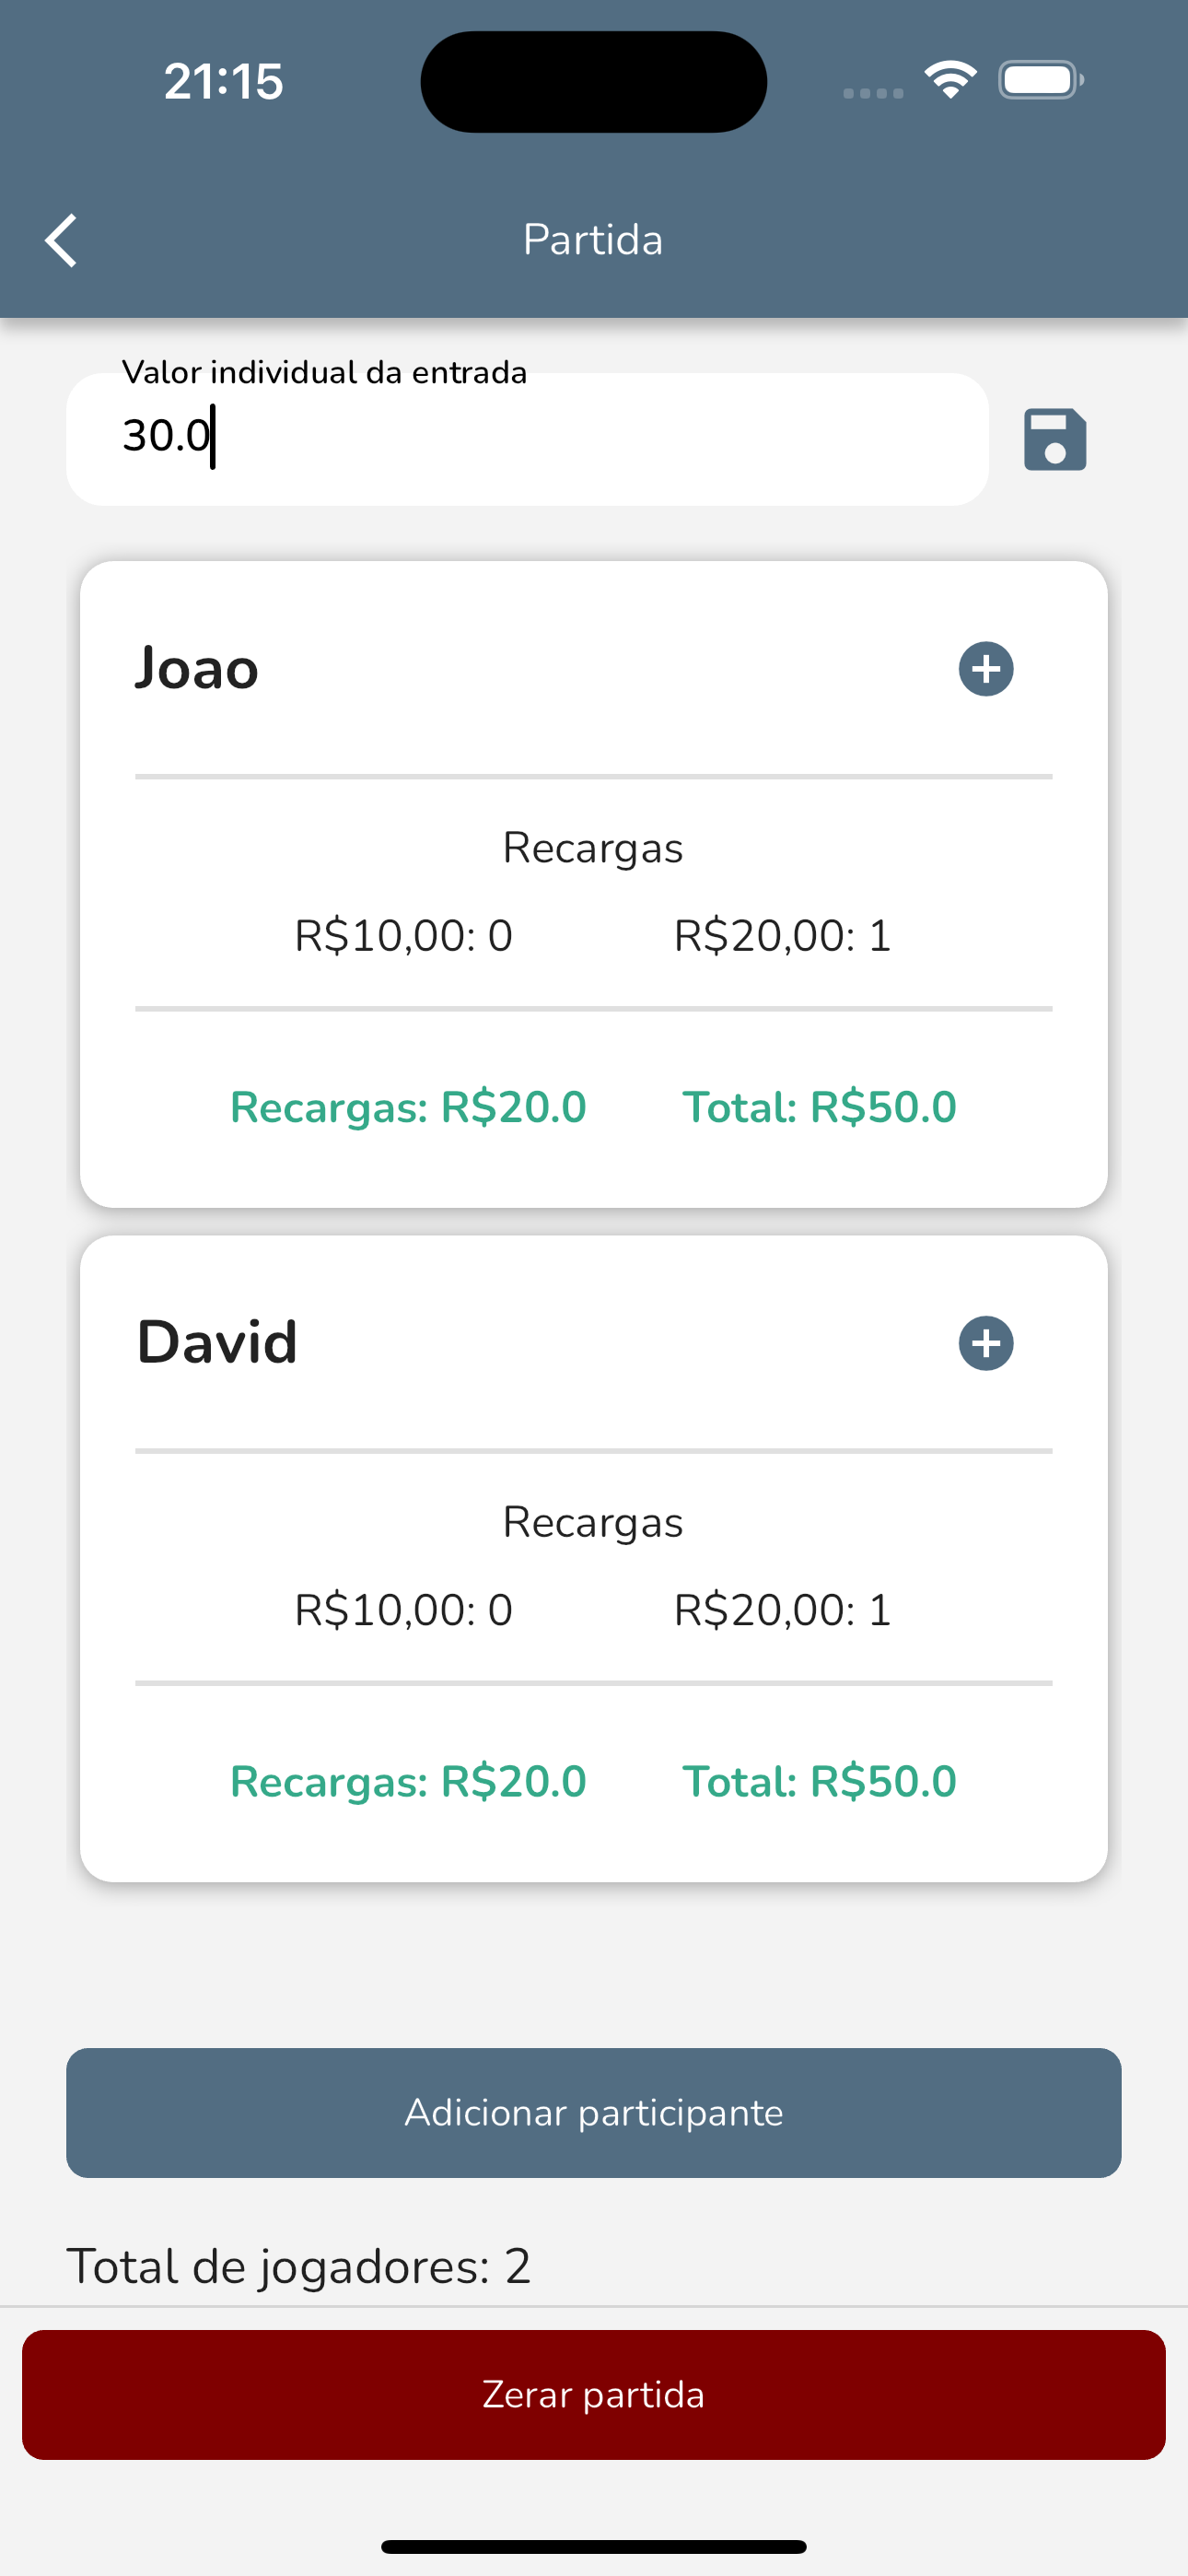 21:15
Partida
Valor individual da entrada
30.0
Joao
Recargas
R$10,00: 0 R$20,00: 1
Recargas: R$20.0 Total: R$50.0
David
Recargas
R$10,00: 0 R$20,00: 1
Recargas: R$20.0 Total: R$50.0
Adicionar participante
Total de jogadores: 2
Zerar partida